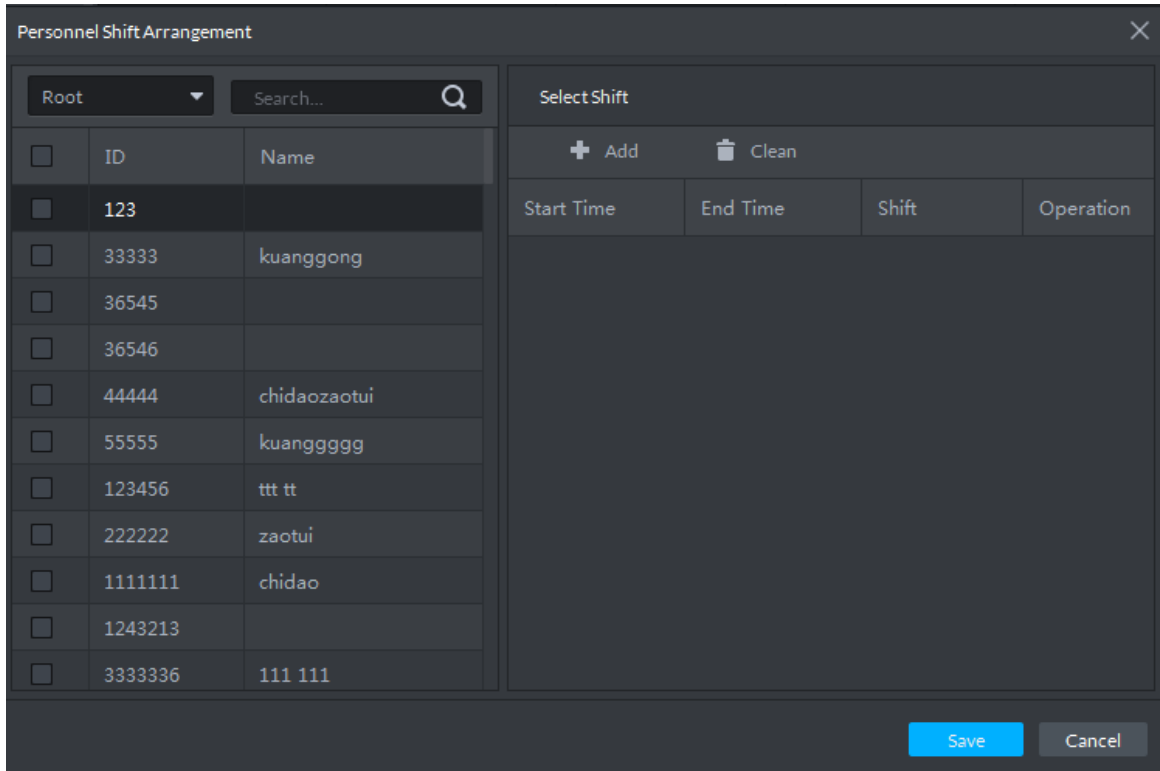 Personnel Shift Arrangement
Root Search...
ID Name
123
33333 kuanggong
36545
36546
44444 chidaozaotui
55555 kuanggggg
123456 ttt tt
222222 zaotui
1111111 chidao
1243213
3333336 111 111
Select Shift
Add Clean
Start Time End Time Shift Operation
Save Cancel